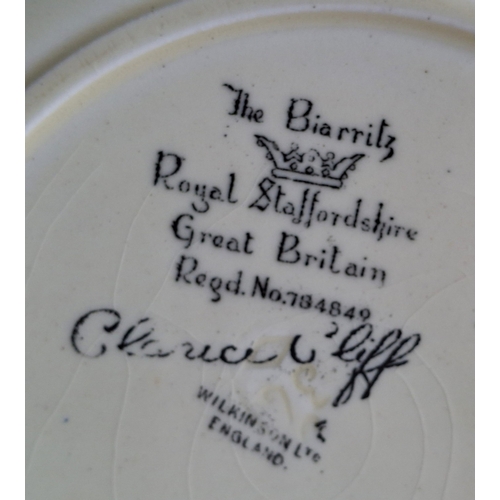 The Biarritz
Royal Staffordshire
Great Britain
Regd. No. 784849
Clarice Cliff
WILKINSON LTD
ENGLAND.